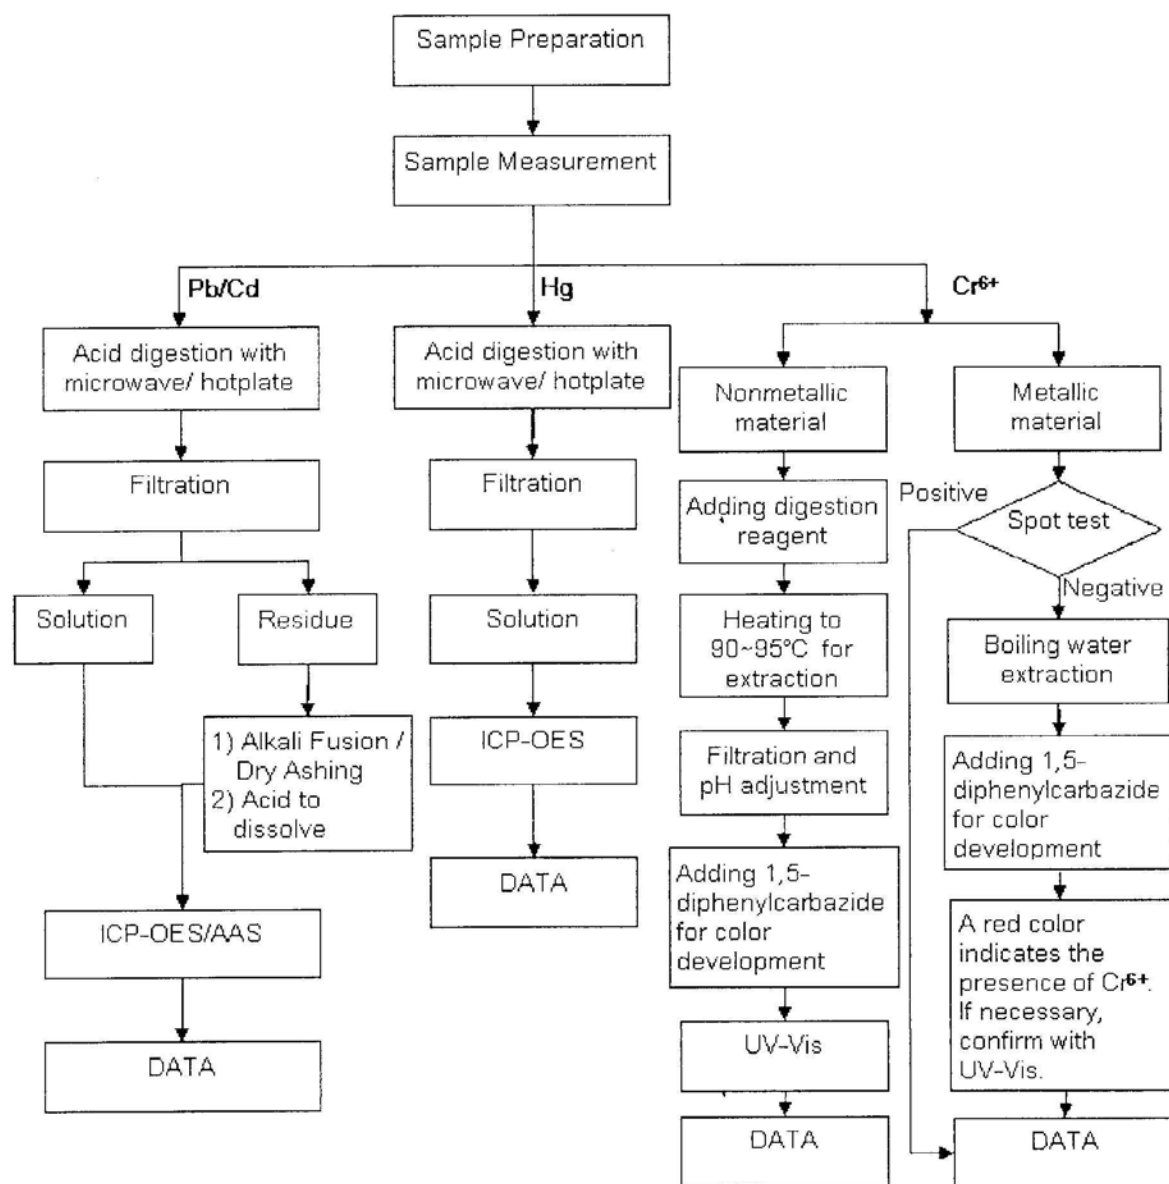 Sample Preparation
Sample Measurement
Pb/Cd
Acid digestion with
microwave/ hotplate
Filtration
Solution
Residue
1) Alkali Fusion /
Dry Ashing
2) Acid to
dissolve
ICP-OES/AAS
DATA
Hg
Acid digestion with
microwave/ hotplate
Filtration
Solution
ICP-OES
DATA
Cr⁶⁺
Nonmetallic
material
Adding digestion
reagent
Heating to
90~95°C for
extraction
Filtration and
pH adjustment
Adding 1,5-
diphenylcarbazide
for color
development
UV-Vis
DATA
Metallic
material
Spot test
Positive
Negative
Boiling water
extraction
Adding 1,5-
diphenylcarbazide
for color
development
A red color
indicates the
presence of Cr⁶⁺.
If necessary,
confirm with
UV-Vis.
DATA